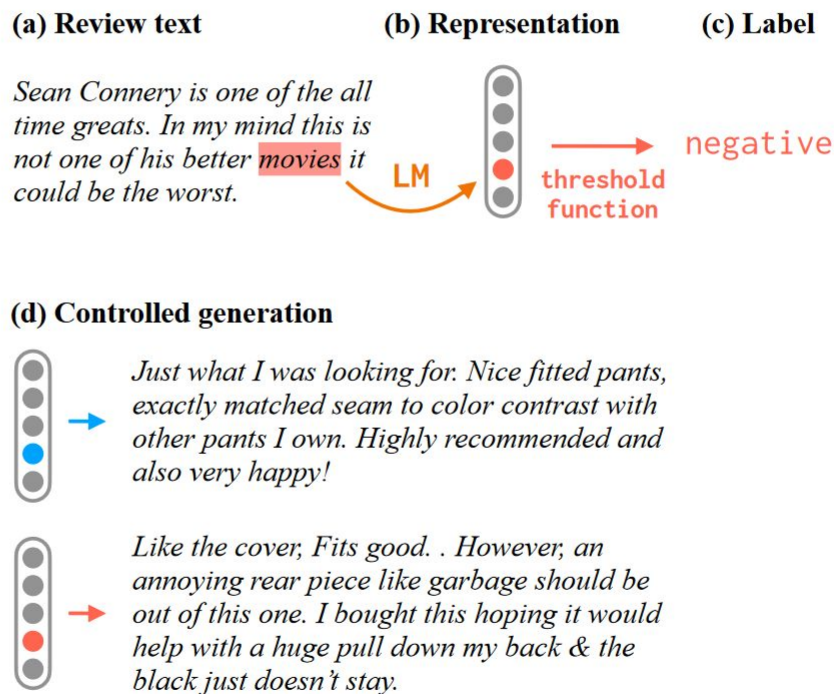 (a) Review text
(b) Representation
(c) Label
Sean Connery is one of the all
time greats. In my mind this is
not one of his better movies it
could be the worst.
LM
threshold
function
negative
(d) Controlled generation
Just what I was looking for. Nice fitted pants,
exactly matched seam to color contrast with
other pants I own. Highly recommended and
also very happy!
Like the cover, Fits good. . However, an
annoying rear piece like garbage should be
out of this one. I bought this hoping it would
help with a huge pull down my back & the
black just doesn't stay.